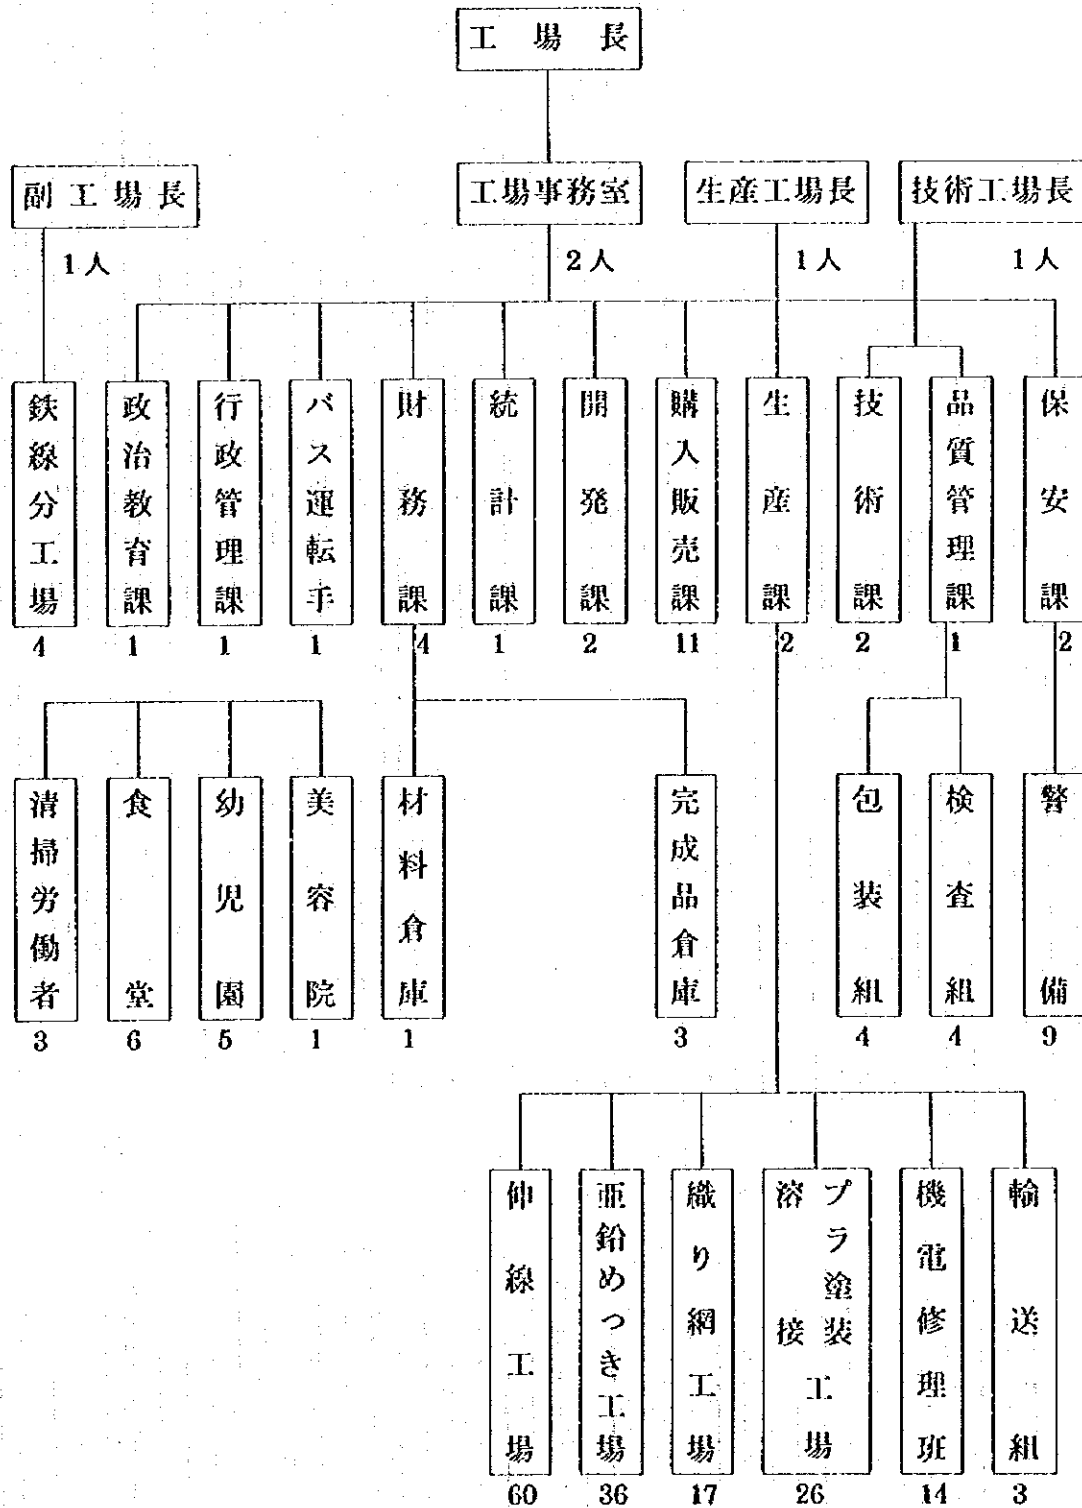 工場長
副工場長
工場事務室
生産工場長
技術工場長
1人
2人
1人
1人
鉄線分工場
政治教育課
行政管理課
バス運転手
財務課
統計課
開発課
購入販売課
生産課
技術課
品質管理課
保安課
4
1
1
1
4
1
2
11
2
2
1
2
清掃労働者
食堂
幼児園
美容院
材料倉庫
完成品倉庫
包装組
検査組
警備
3
6
5
1
1
3
4
4
9
伸線工場
亜鉛めっき工場
織り網工場
プラ塗装
溶接
工場
機電修理班
輸送組
60
36
17
26
14
3